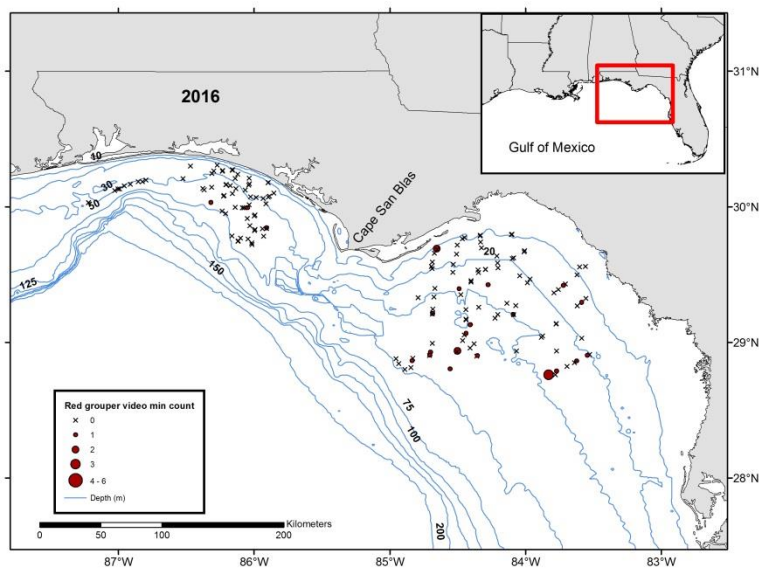 2016
Gulf of Mexico
Cape San Blas
10
30
50
125
150
20
75
100
200
Red grouper video min count
0
1
2
3
4 - 6
Depth (m)
Kilometers
0 50 100 200
31°N
30°N
29°N
28°N
87°W 86°W 85°W 84°W 83°W